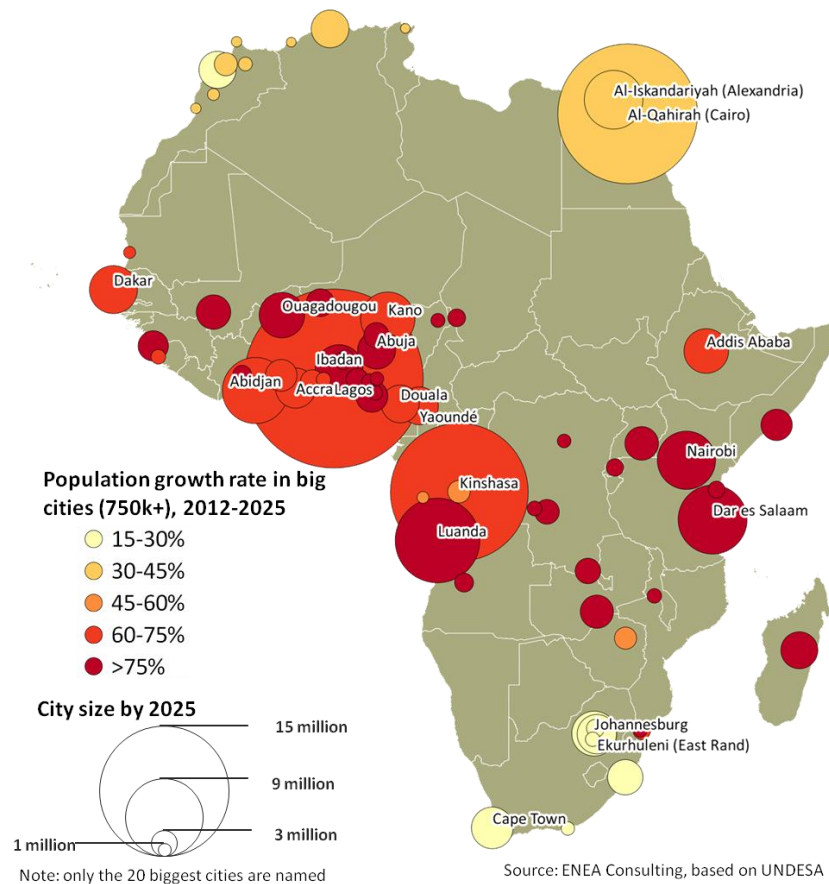 Al-Iskandariyah (Alexandria)
Al-Qahirah (Cairo)
Dakar
Ouagadougou
Kano
Abuja
Ibadan
Abidjan
Accra
Lagos
Douala
Yaoundé
Addis Ababa
Nairobi
Kinshasa
Dar es Salaam
Luanda
Johannesburg
Ekurhuleni (East Rand)
Cape Town
Population growth rate in big
cities (750k+), 2012-2025
15-30%
30-45%
45-60%
60-75%
>75%
City size by 2025
15 million
9 million
3 million
1 million
Note: only the 20 biggest cities are named
Source: ENEA Consulting, based on UNDESA